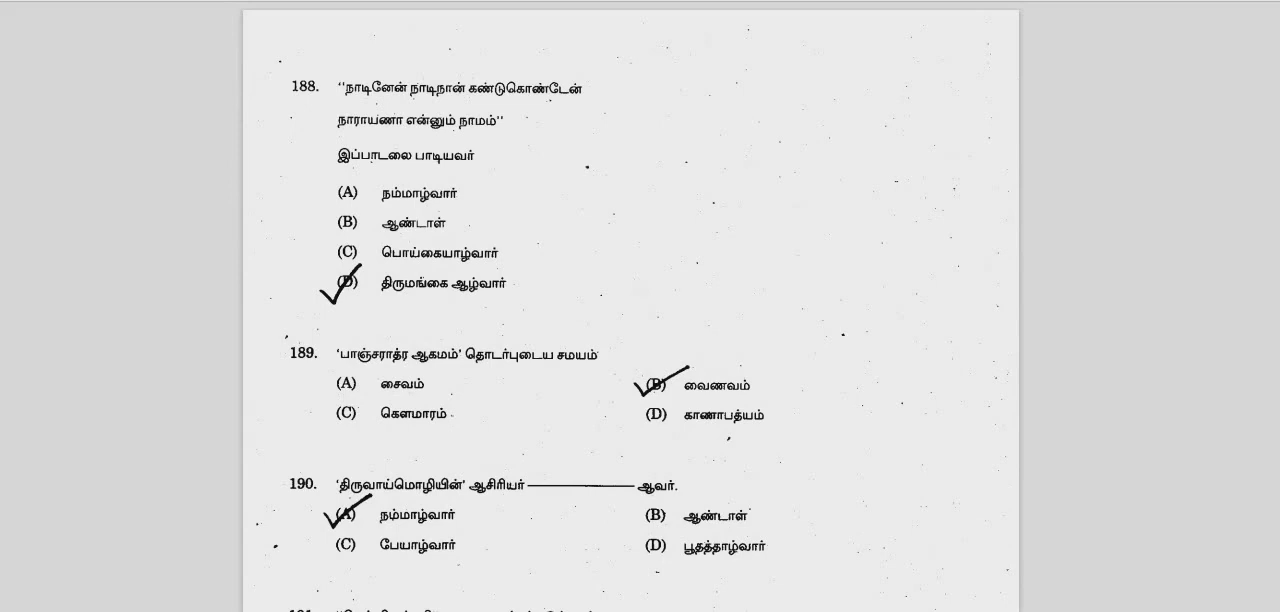 188. ''நாடினேன் நாடிநான் கண்டுகொண்டேன்
நாராயணா என்னும் நாமம்''
இப்பாடலை பாடியவர்
(A) நம்மாழ்வார்
(B) ஆண்டாள்
(C) பொய்கையாழ்வார்
(D) திருமங்கை ஆழ்வார்
189. 'பாஞ்சராத்ர ஆகமம்' தொடர்புடைய சமயம்
(A) சைவம் (B) வைணவம்
(C) கௌமாரம் (D) காணாபத்யம்
190. 'திருவாய்மொழியின்' ஆசிரியர் ———— ஆவர்.
(A) நம்மாழ்வார் (B) ஆண்டாள்
(C) பேயாழ்வார் (D) பூதத்தாழ்வார்